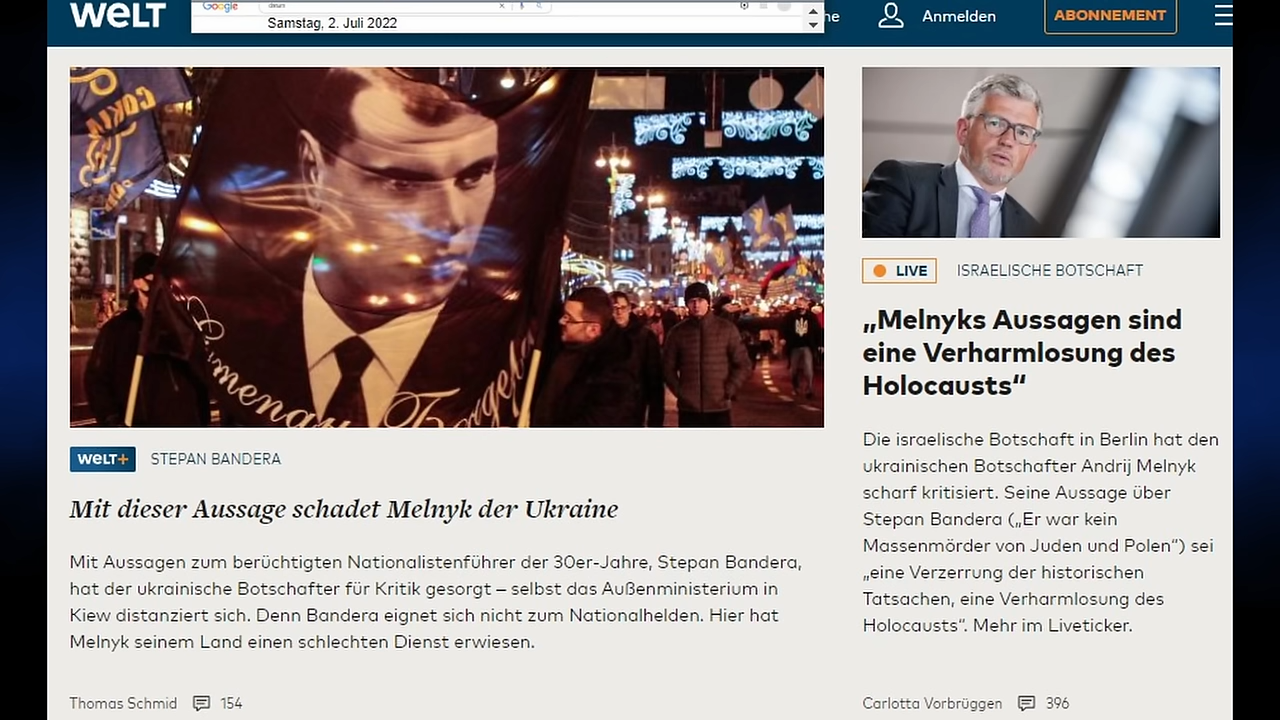 WELT
Google
Samstag, 2. Juli 2022
he
Anmelden
ABONNEMENT
WELT+
STEPAN BANDERA
Mit dieser Aussage schadet Melnyk der Ukraine
Mit Aussagen zum berüchtigten Nationalistenführer der 30er-Jahre, Stepan Bandera,
hat der ukrainische Botschafter für Kritik gesorgt – selbst das Außenministerium in
Kiew distanziert sich. Denn Bandera eignet sich nicht zum Nationalhelden. Hier hat
Melnyk seinem Land einen schlechten Dienst erwiesen.
Thomas Schmid
154
LIVE
ISRAELISCHE BOTSCHAFT
„Melnyks Aussagen sind
eine Verharmlosung des
Holocausts“
Die israelische Botschaft in Berlin hat den
ukrainischen Botschafter Andrij Melnyk
scharf kritisiert. Seine Aussage über
Stepan Bandera („Er war kein
Massenmörder von Juden und Polen“) sei
„eine Verzerrung der historischen
Tatsachen, eine Verharmlosung des
Holocausts“. Mehr im Liveticker.
Carlotta Vorbrüggen
396